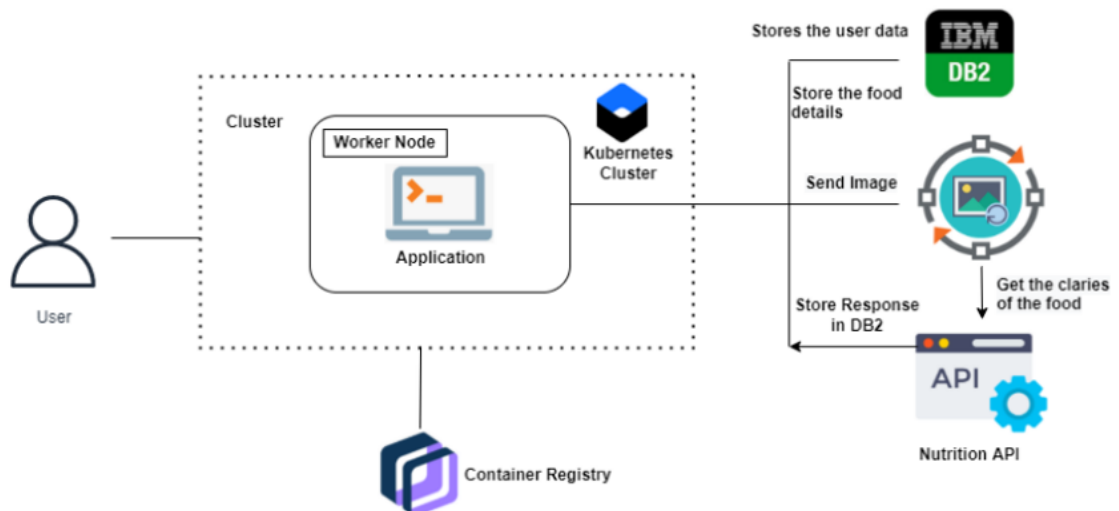 Stores the user data
IBM
DB2
Store the food
details
Cluster
Worker Node
Kubernetes
Cluster
Application
Send Image
User
Get the claries
of the food
Store Response
in DB2
API
Nutrition API
Container Registry